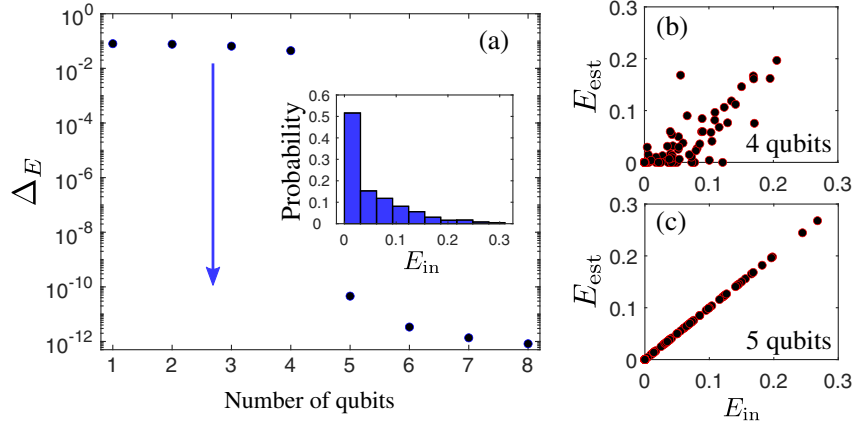 (a)
10^0
10^-2
10^-4
10^-6
10^-8
10^-10
10^-12
Δ_E
1 2 3 4 5 6 7 8
Number of qubits
0.6
0.5
0.4
0.3
0.2
0.1
0
Probability
0 0.1 0.2 0.3
E_in
(b)
0.3
0.2
0.1
0
E_est
4 qubits
0 0.1 0.2 0.3
(c)
0.3
0.2
0.1
0
E_est
5 qubits
0 0.1 0.2 0.3
E_in